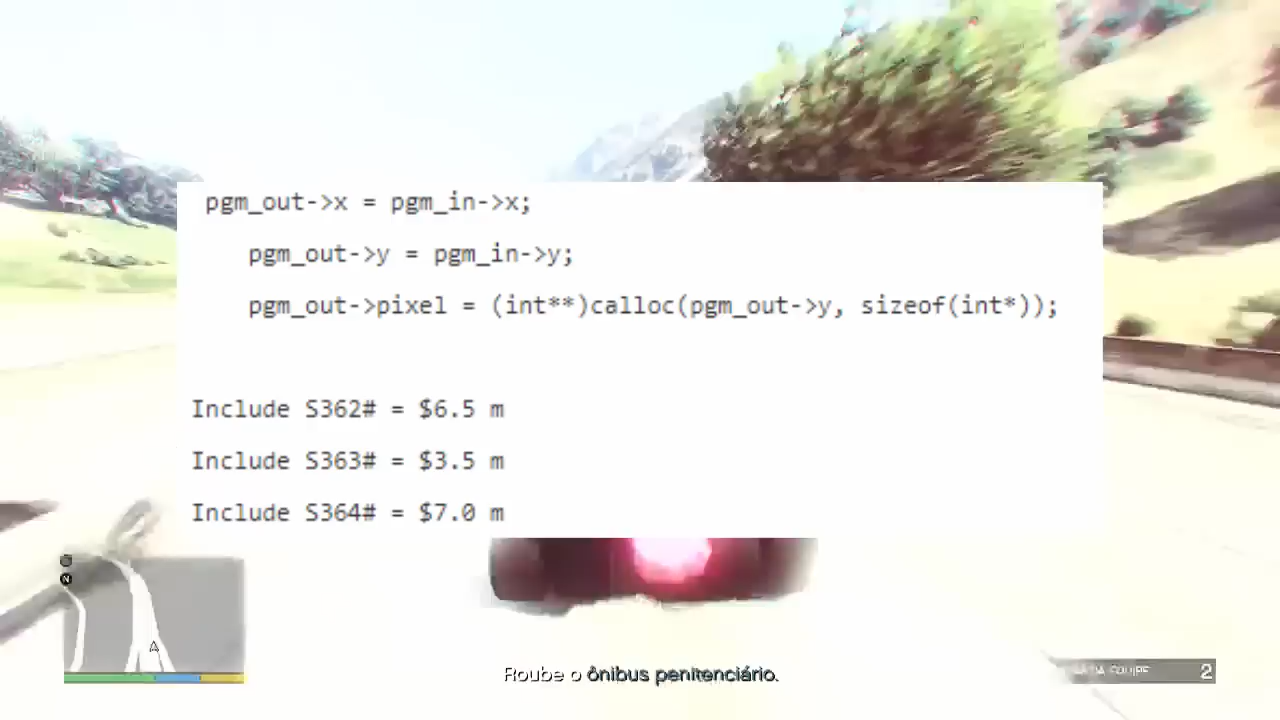 pgm_out->x = pgm_in->x;
pgm_out->y = pgm_in->y;
pgm_out->pixel = (int**)calloc(pgm_out->y, sizeof(int*));
Include S362# = $6.5 m
Include S363# = $3.5 m
Include S364# = $7.0 m
Roube o ônibus penitenciário.
EQUIPE 2